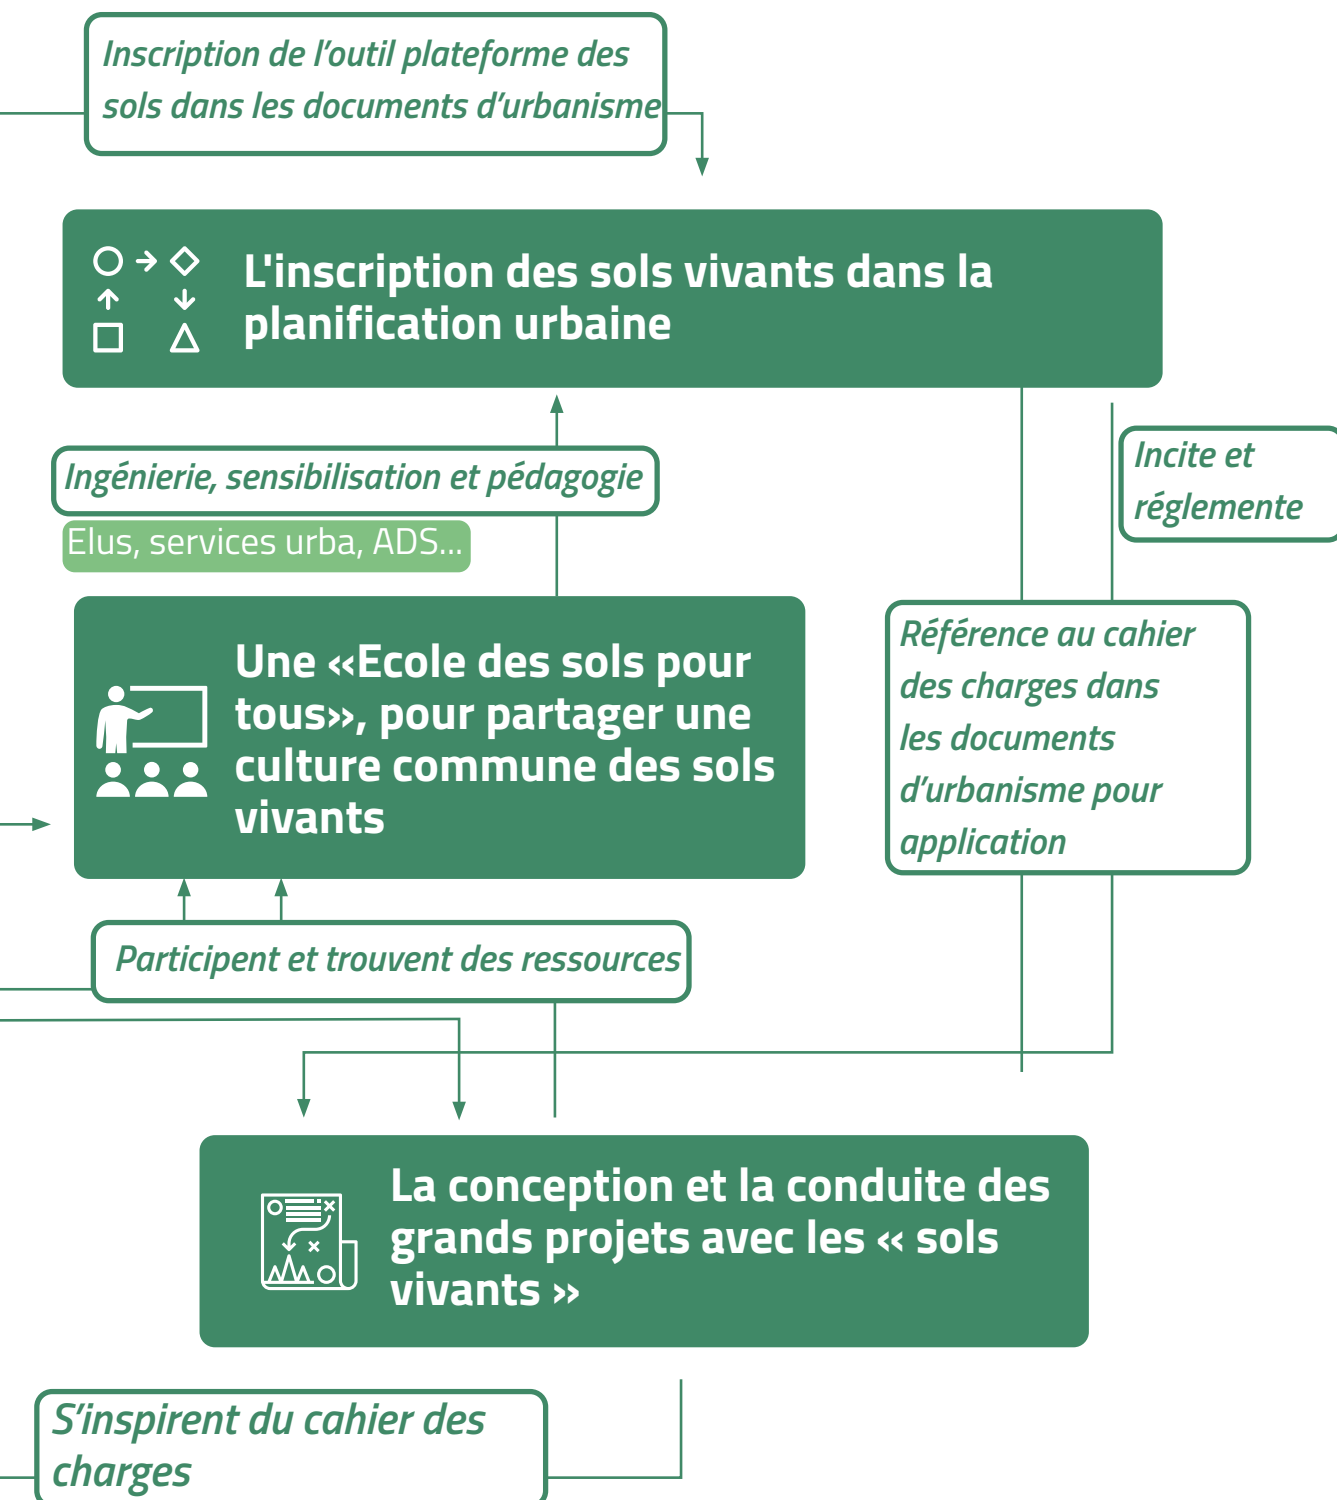 Inscription de l’outil plateforme des
sols dans les documents d’urbanisme
L'inscription des sols vivants dans la
planification urbaine
Ingénierie, sensibilisation et pédagogie
Elus, services urba, ADS...
Incite et
réglemente
Une «Ecole des sols pour
tous», pour partager une
culture commune des sols
vivants
Référence au cahier
des charges dans
les documents
d’urbanisme pour
application
Participent et trouvent des ressources
La conception et la conduite des
grands projets avec les « sols
vivants »
S’inspirent du cahier des
charges